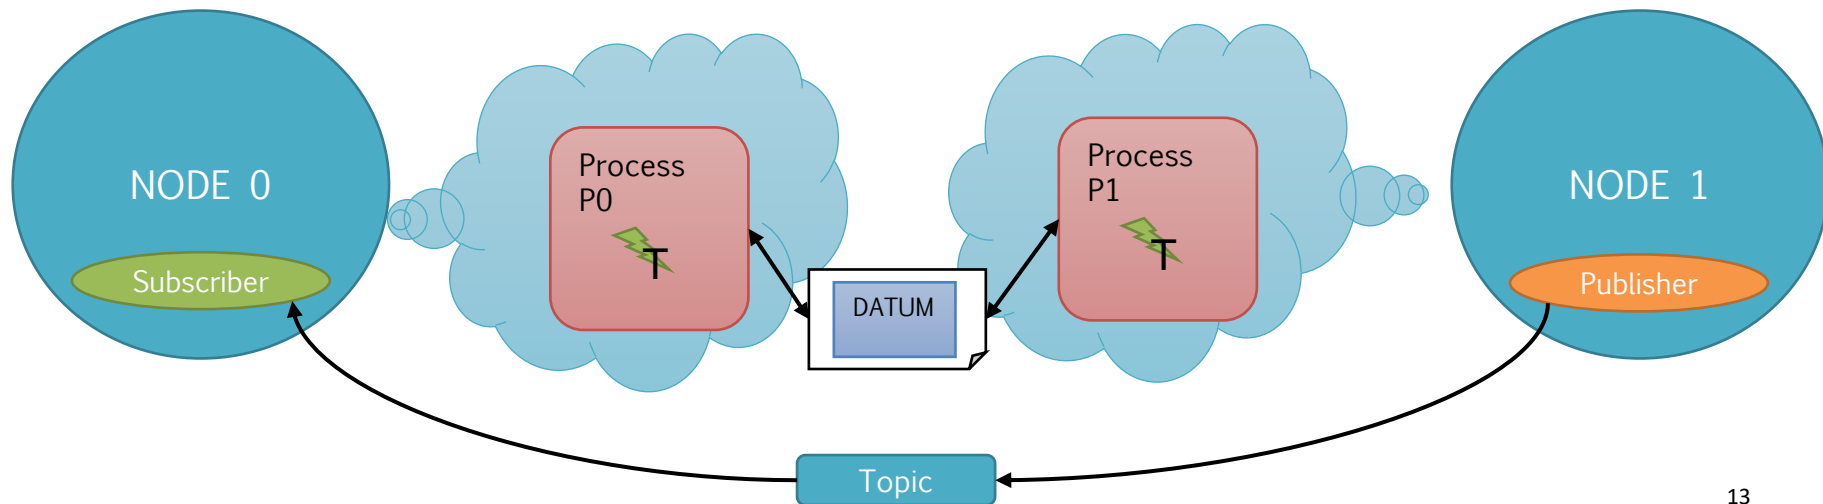 NODE 0
Subscriber
Process
P0
T
DATUM
Process
P1
T
NODE 1
Publisher
Topic
13